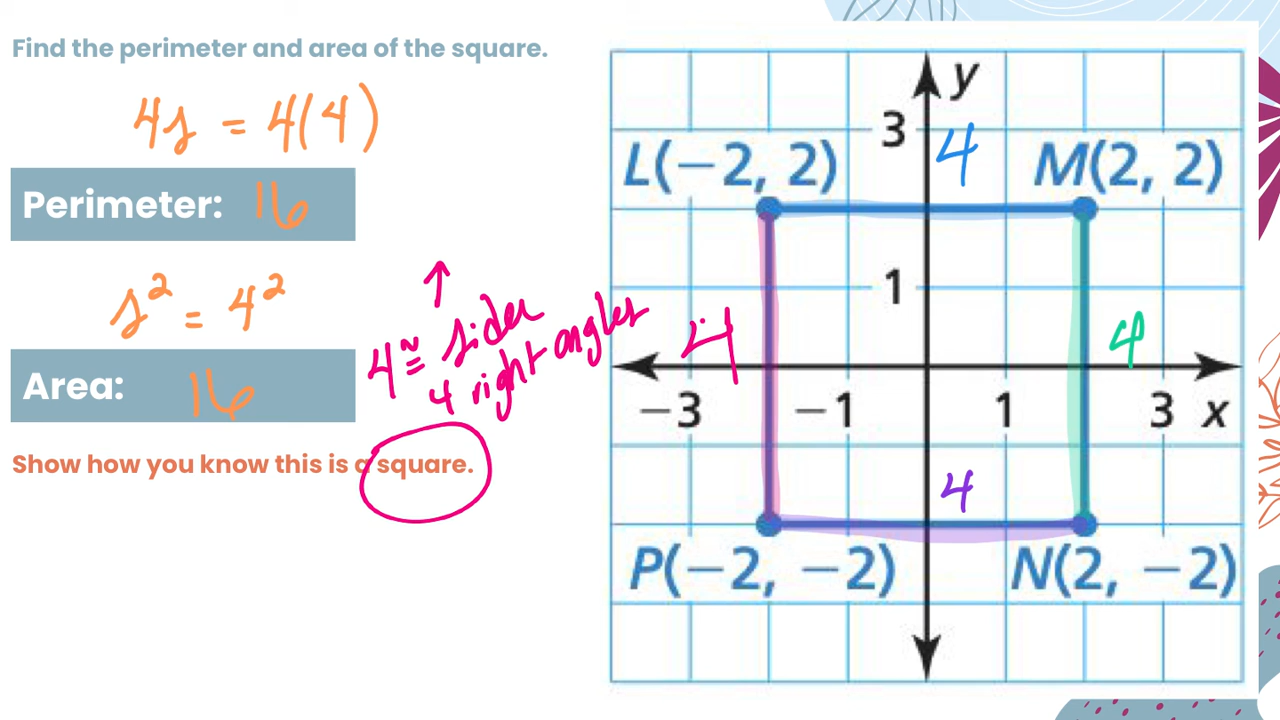 Find the perimeter and area of the square.
4s = 4(4)
Perimeter: 16
s² = 4²
Area: 16
↑
4 ≅ sides
4 right angles
Show how you know this is a square.
y
3
4
L(−2, 2)
M(2, 2)
1
4
4
−3
−1
1
3
x
4
P(−2, −2)
N(2, −2)